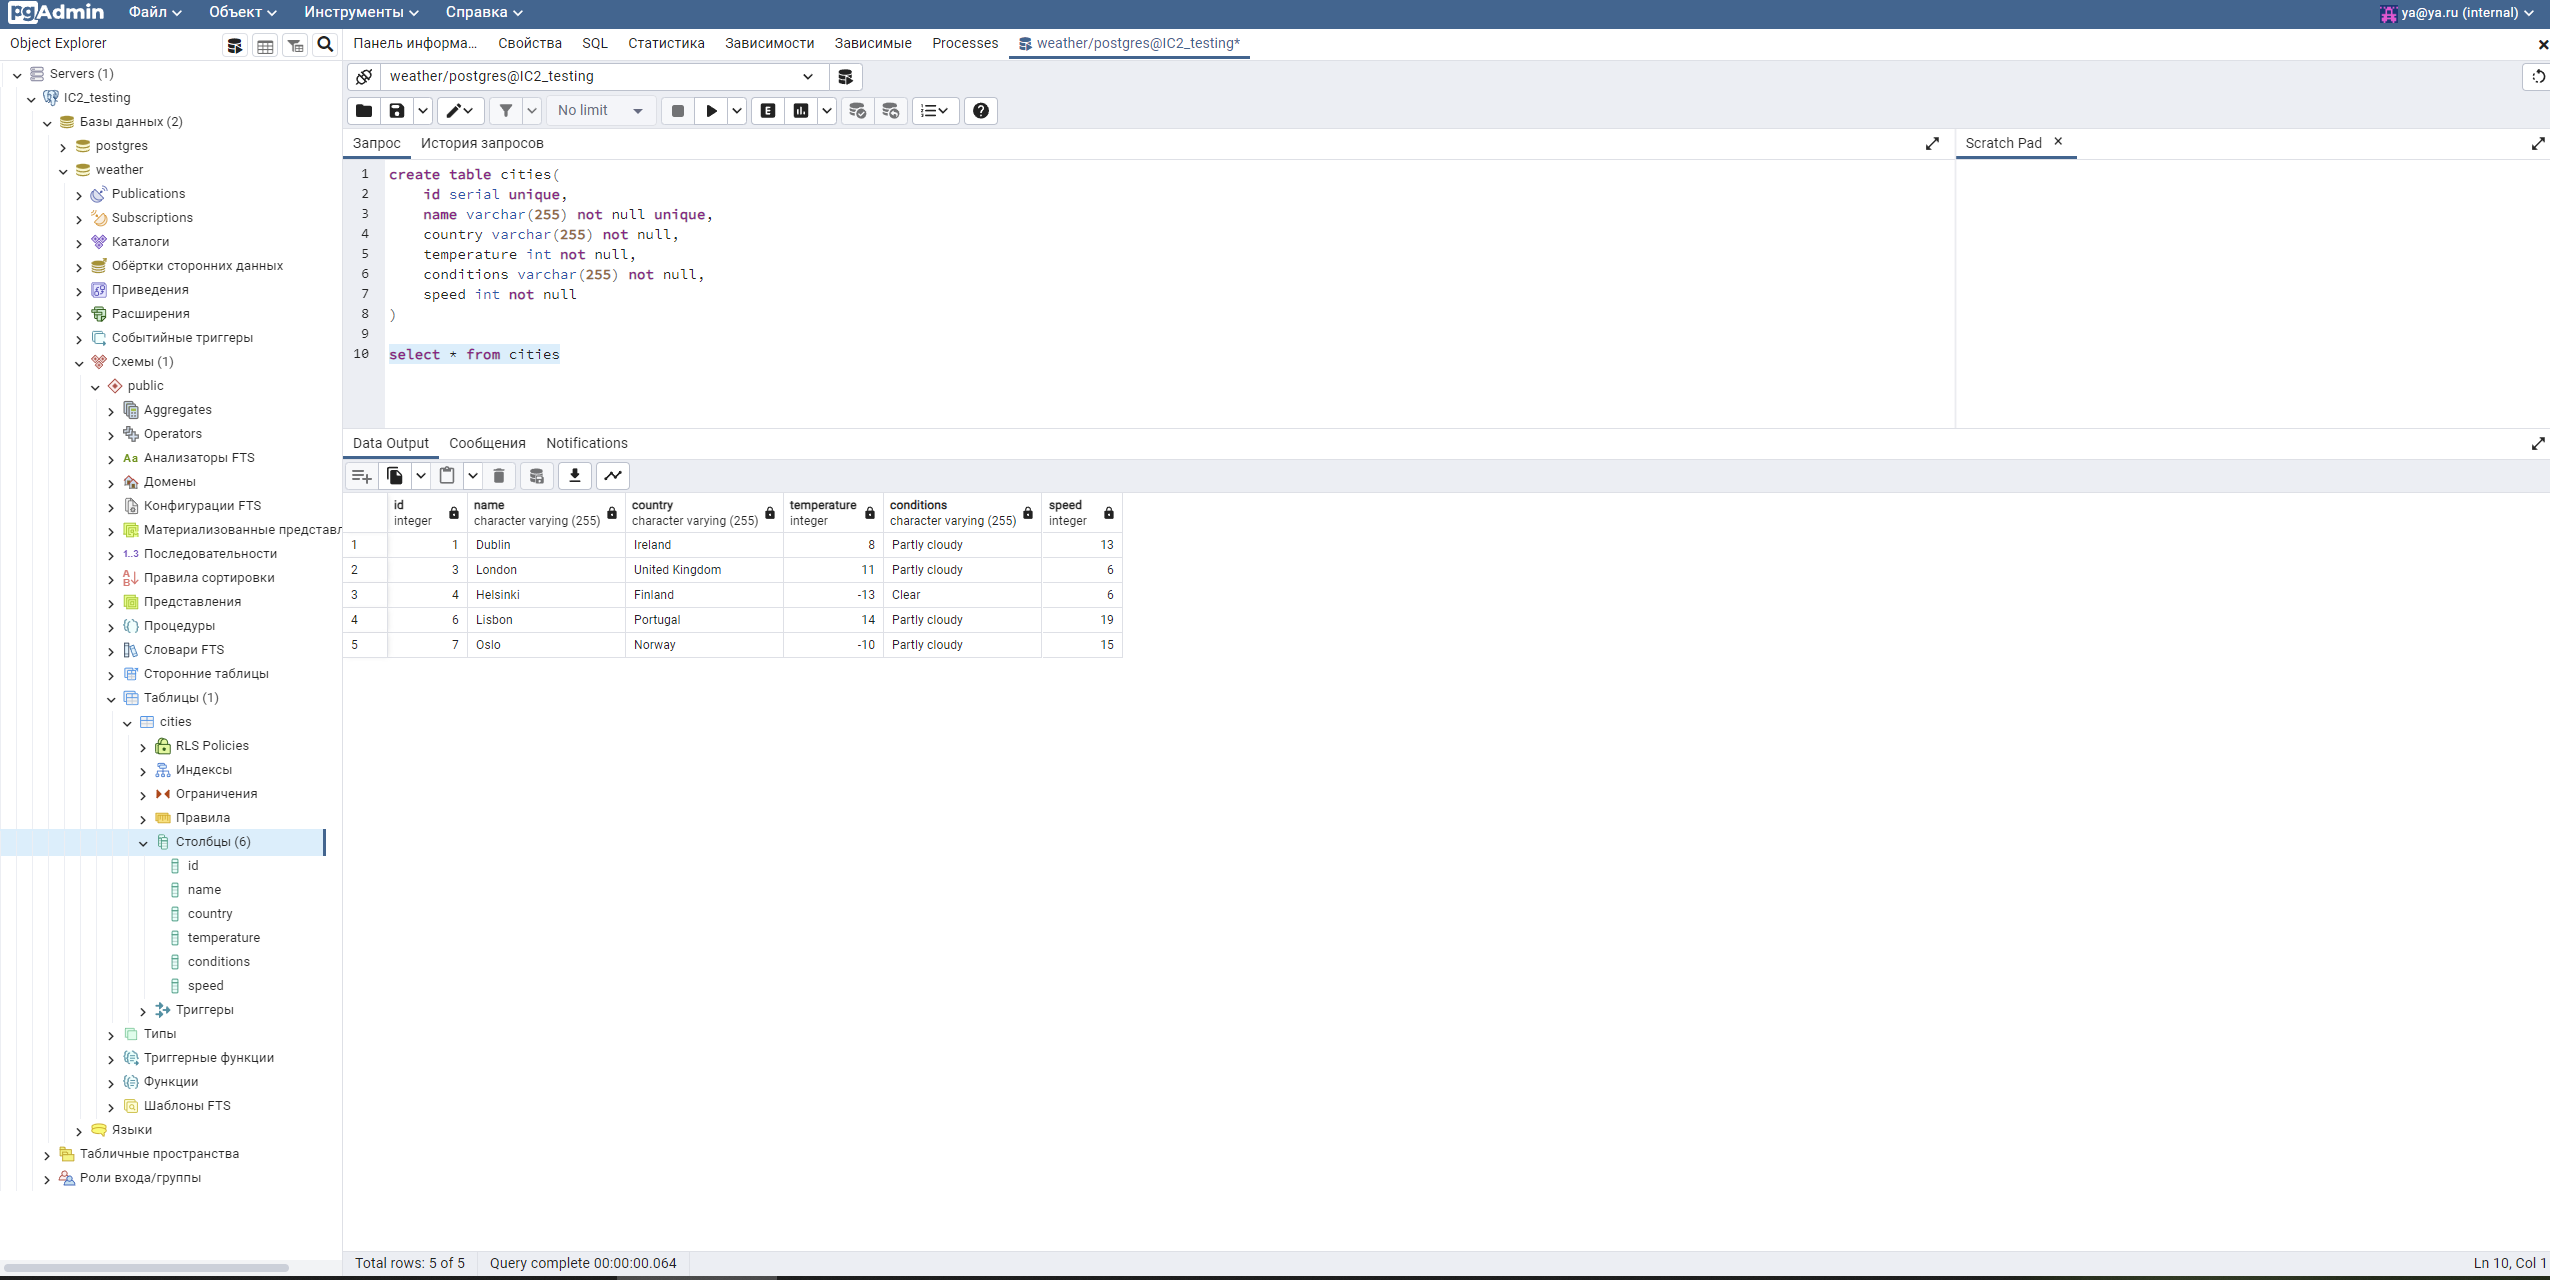 pgAdmin Файл Объект Инструменты Справка ya@ya.ru (internal)
Object Explorer
Панель информа... Свойства SQL Статистика Зависимости Зависимые Processes weather/postgres@IC2_testing*
Servers (1)
IC2_testing
Базы данных (2)
postgres
weather
Publications
Subscriptions
Каталоги
Обёртки сторонних данных
Приведения
Расширения
Событийные триггеры
Схемы (1)
public
Aggregates
Operators
Aa Анализаторы FTS
Домены
Конфигурации FTS
Материализованные представл
1..3 Последовательности
Правила сортировки
Представления
Процедуры
Словари FTS
Сторонние таблицы
Таблицы (1)
cities
RLS Policies
Индексы
Ограничения
Правила
Столбцы (6)
id
name
country
temperature
conditions
speed
Триггеры
Типы
Триггерные функции
Функции
Шаблоны FTS
Языки
Табличные пространства
Роли входа/группы
weather/postgres@IC2_testing
No limit
E
Запрос История запросов
Scratch Pad
1 create table cities(
2 id serial unique,
3 name varchar(255) not null unique,
4 country varchar(255) not null,
5 temperature int not null,
6 conditions varchar(255) not null,
7 speed int not null
8 )
9
10 select * from cities
Data Output Сообщения Notifications
id name country temperature conditions speed
integer character varying (255) character varying (255) integer character varying (255) integer
1 1 Dublin Ireland 8 Partly cloudy 13
2 3 London United Kingdom 11 Partly cloudy 6
3 4 Helsinki Finland -13 Clear 6
4 6 Lisbon Portugal 14 Partly cloudy 19
5 7 Oslo Norway -10 Partly cloudy 15
Total rows: 5 of 5 Query complete 00:00:00.064 Ln 10, Col 1